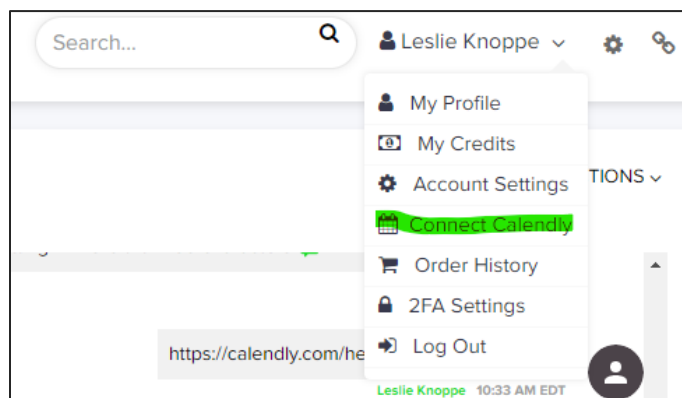 Search...
Leslie Knoppe
My Profile
My Credits
Account Settings
TIONS
Connect Calendly
Order History
2FA Settings
Log Out
https://calendly.com/he
Leslie Knoppe 10:33 AM EDT